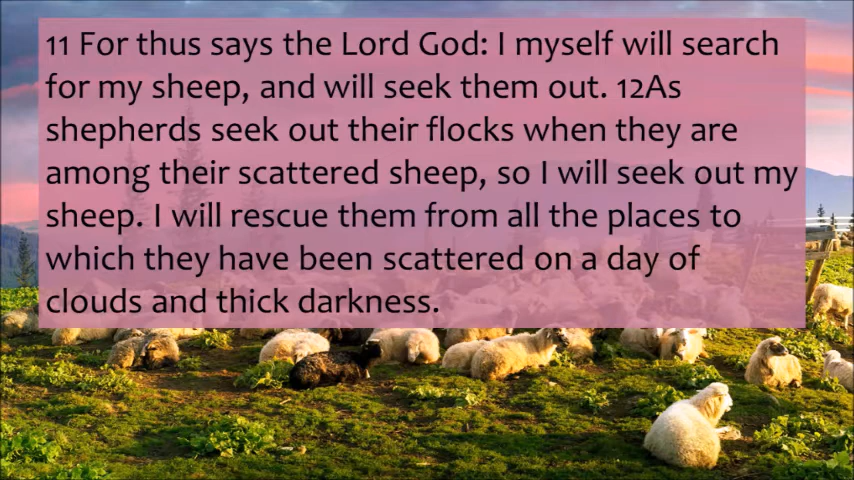 11 For thus says the Lord God: I myself will search
for my sheep, and will seek them out. 12As
shepherds seek out their flocks when they are
among their scattered sheep, so I will seek out my
sheep. I will rescue them from all the places to
which they have been scattered on a day of
clouds and thick darkness.